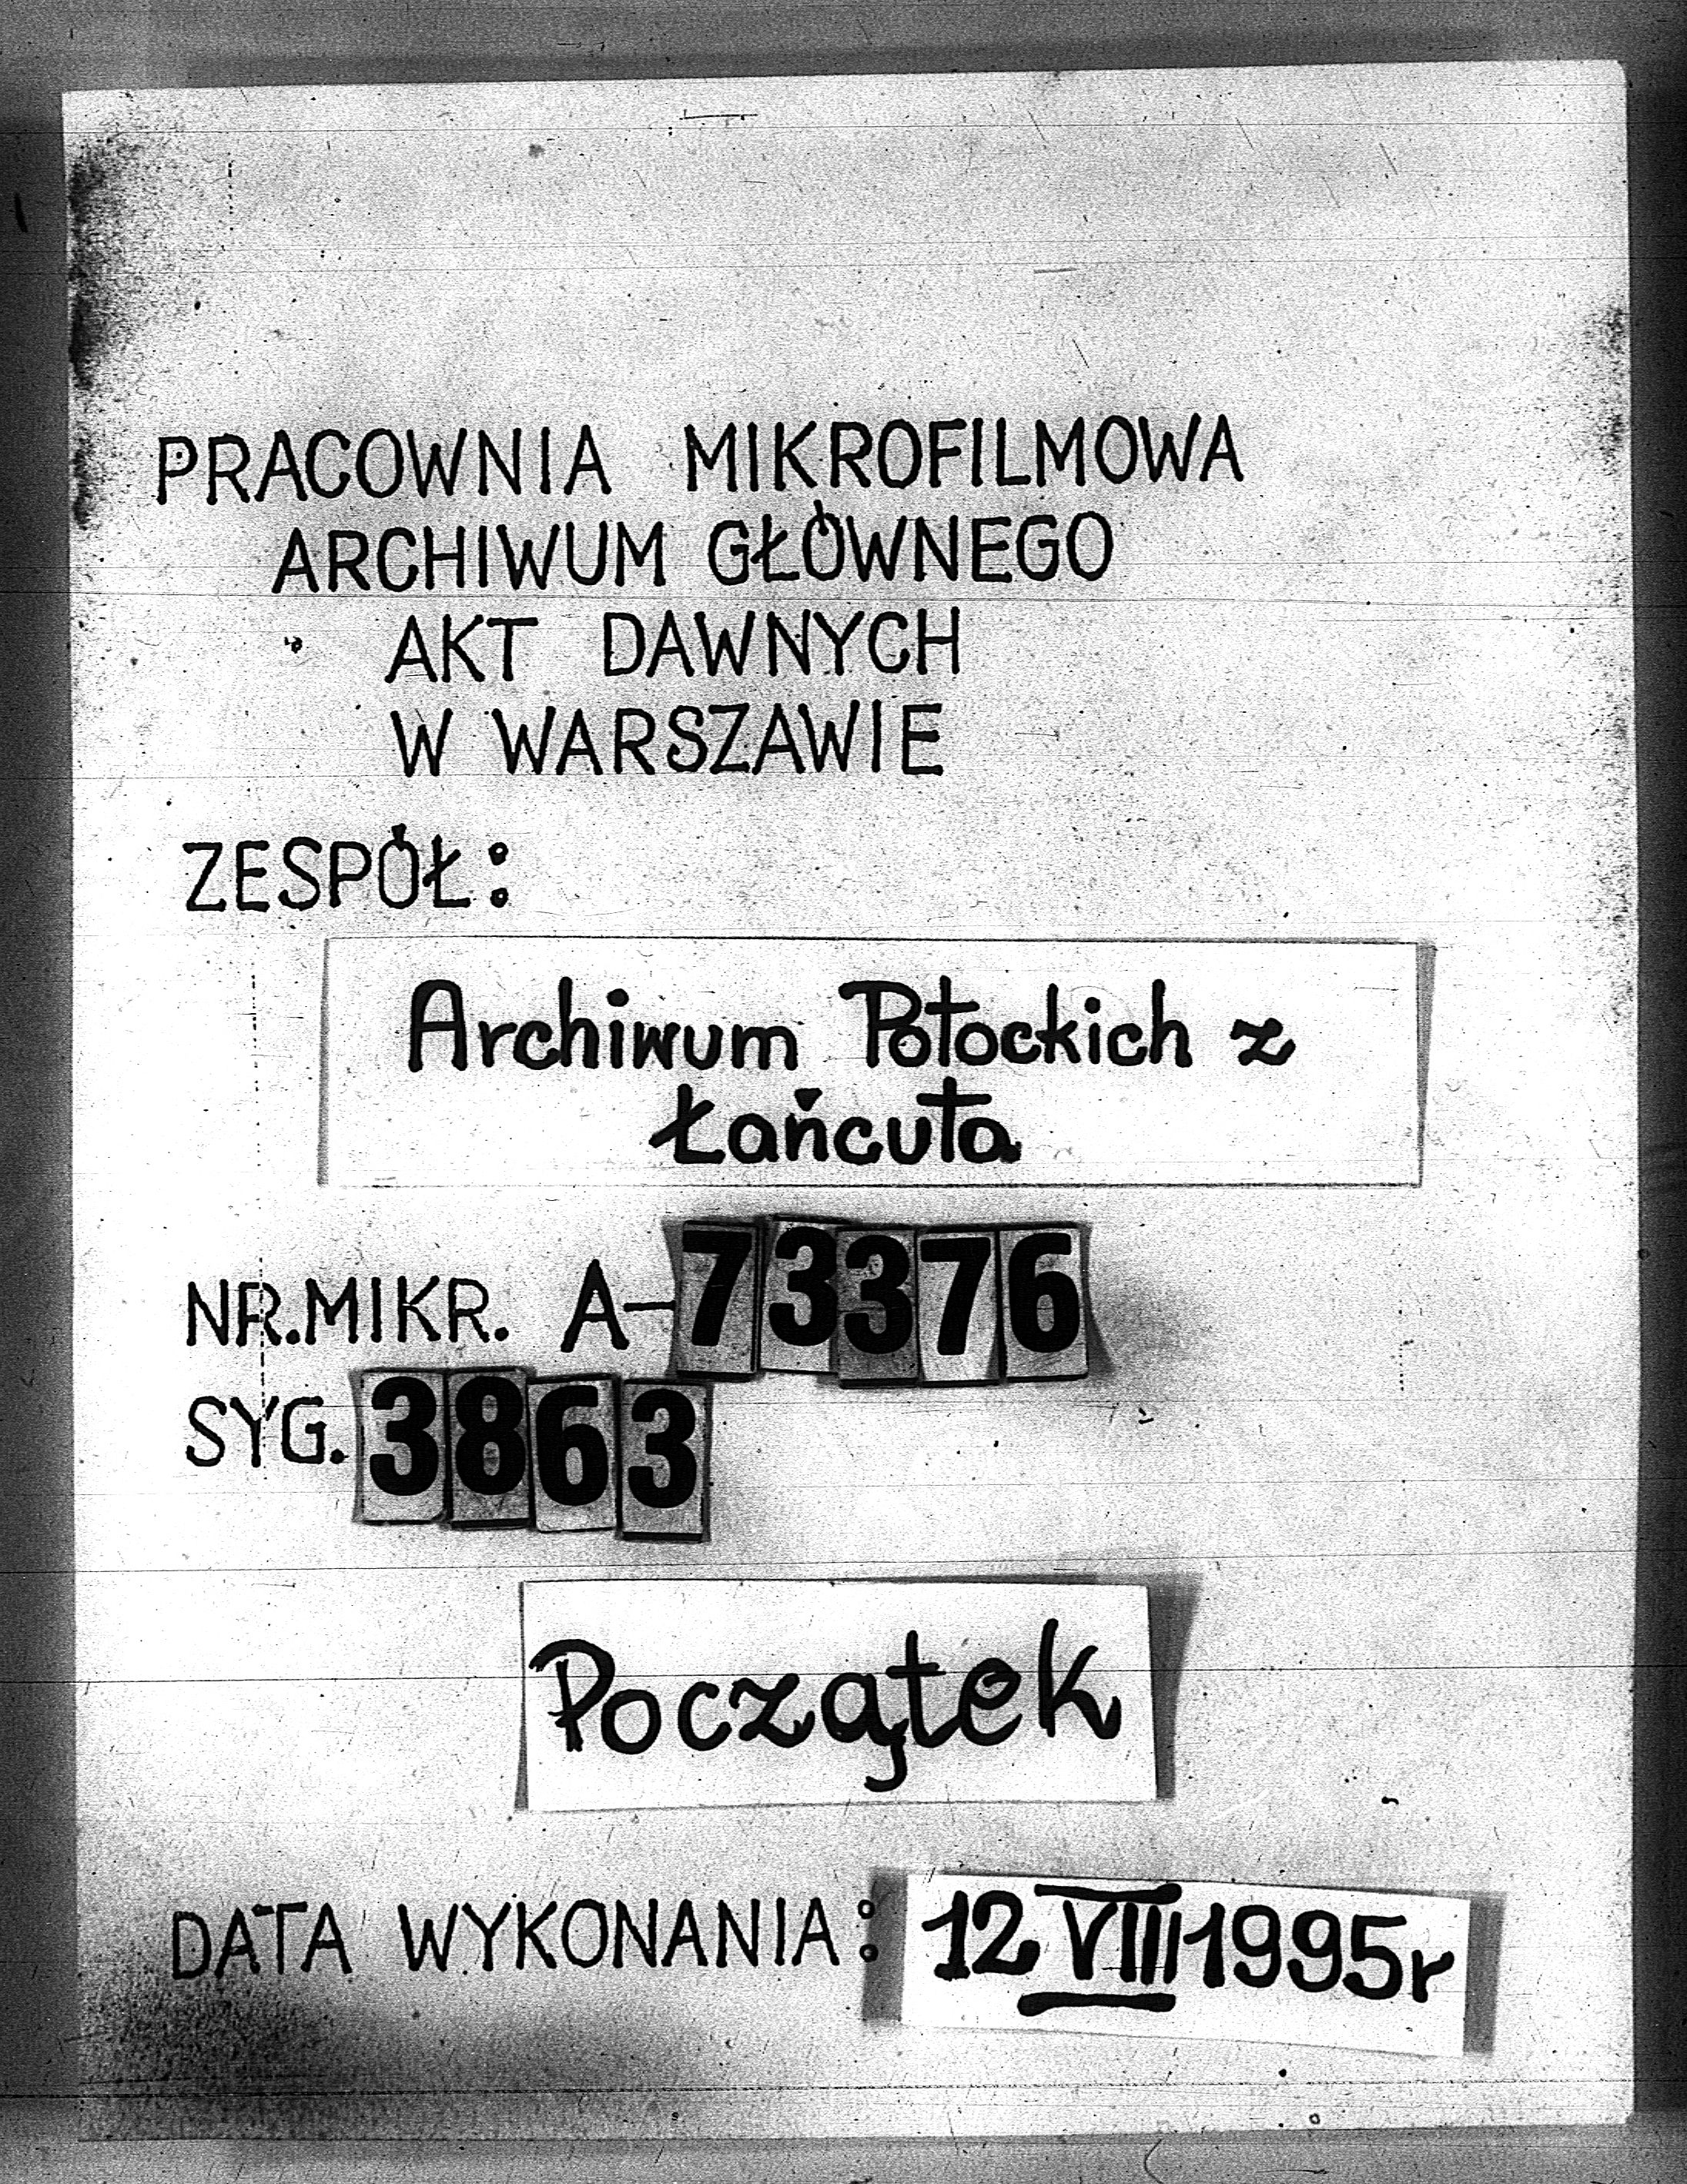 PRACOWNIA MIKROFILMOWA
ARCHIWUM GŁÓWNEGO
AKT DAWNYCH
W WARSZAWIE
ZESPÓŁ:
Archiwum Potockich z
Łańcuta
NR.MIKR. A-73376
SYG. 3863
Początek
DATA WYKONANIA: 12 VIII 1995r